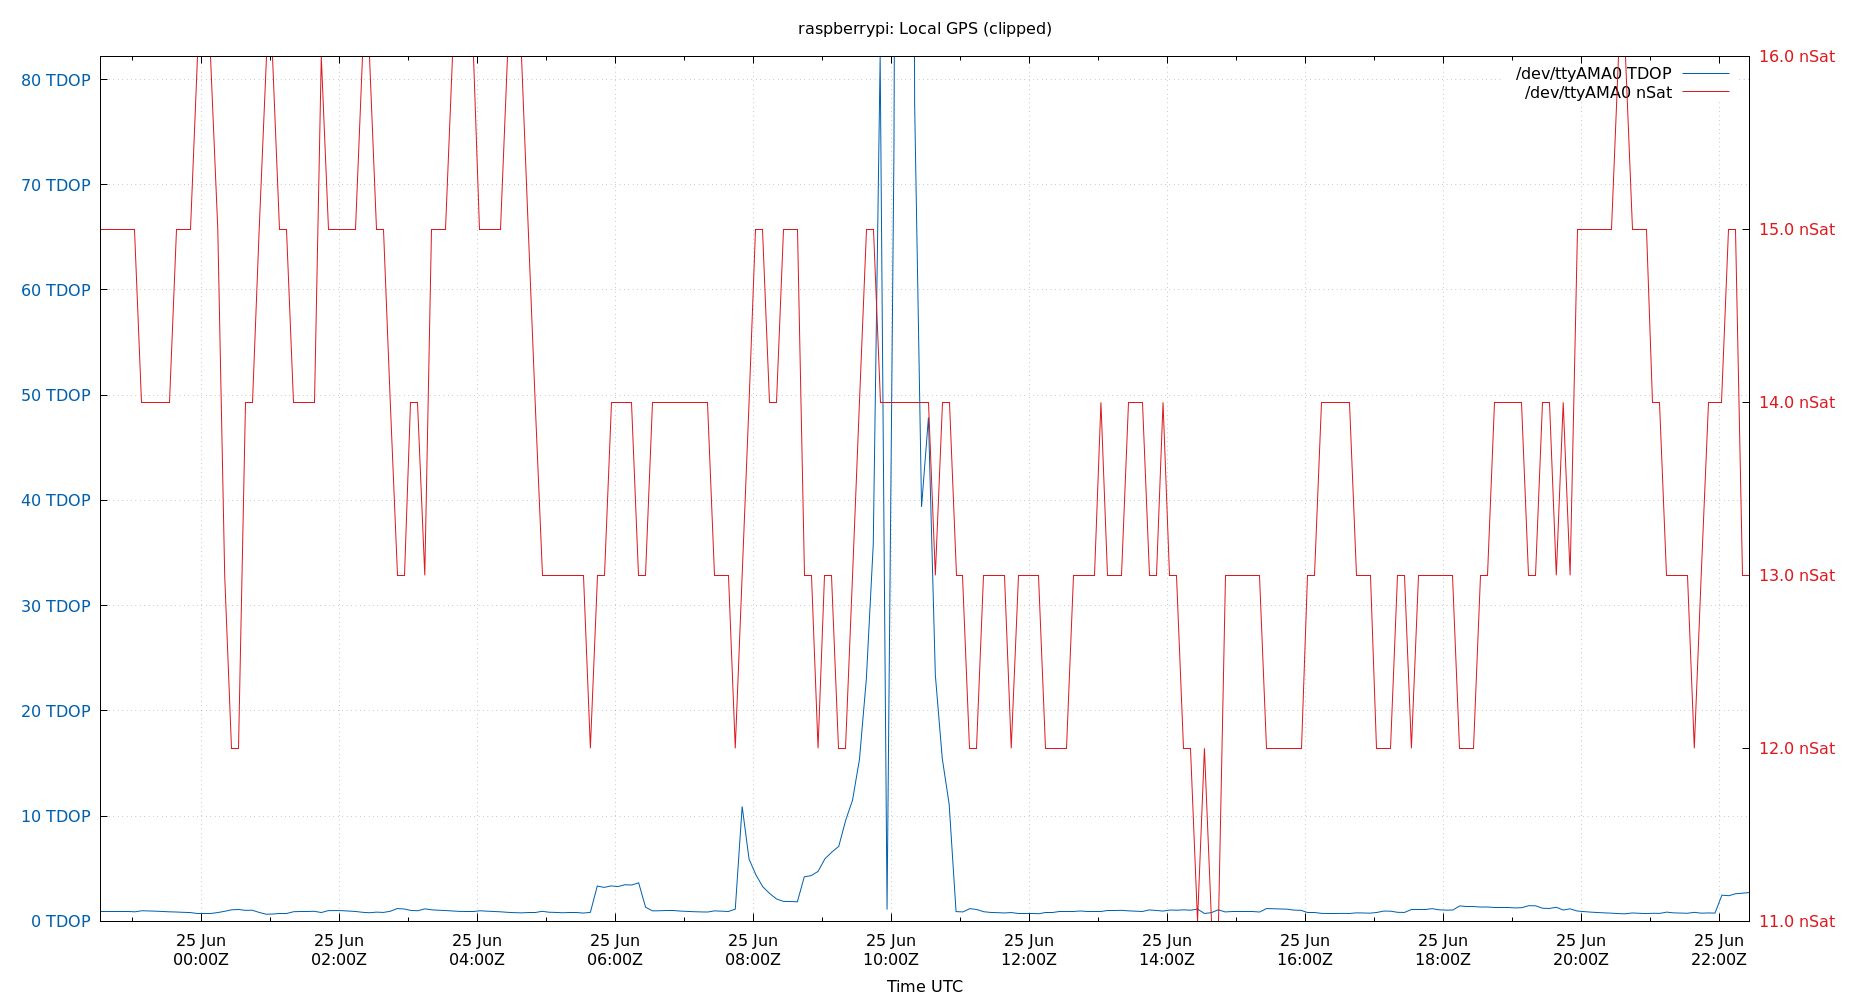 raspberrypi: Local GPS (clipped)
/dev/ttyAMA0 TDOP
/dev/ttyAMA0 nSat
80 TDOP
70 TDOP
60 TDOP
50 TDOP
40 TDOP
30 TDOP
20 TDOP
10 TDOP
0 TDOP
16.0 nSat
15.0 nSat
14.0 nSat
13.0 nSat
12.0 nSat
11.0 nSat
25 Jun
00:00Z
25 Jun
02:00Z
25 Jun
04:00Z
25 Jun
06:00Z
25 Jun
08:00Z
25 Jun
10:00Z
25 Jun
12:00Z
25 Jun
14:00Z
25 Jun
16:00Z
25 Jun
18:00Z
25 Jun
20:00Z
25 Jun
22:00Z
Time UTC